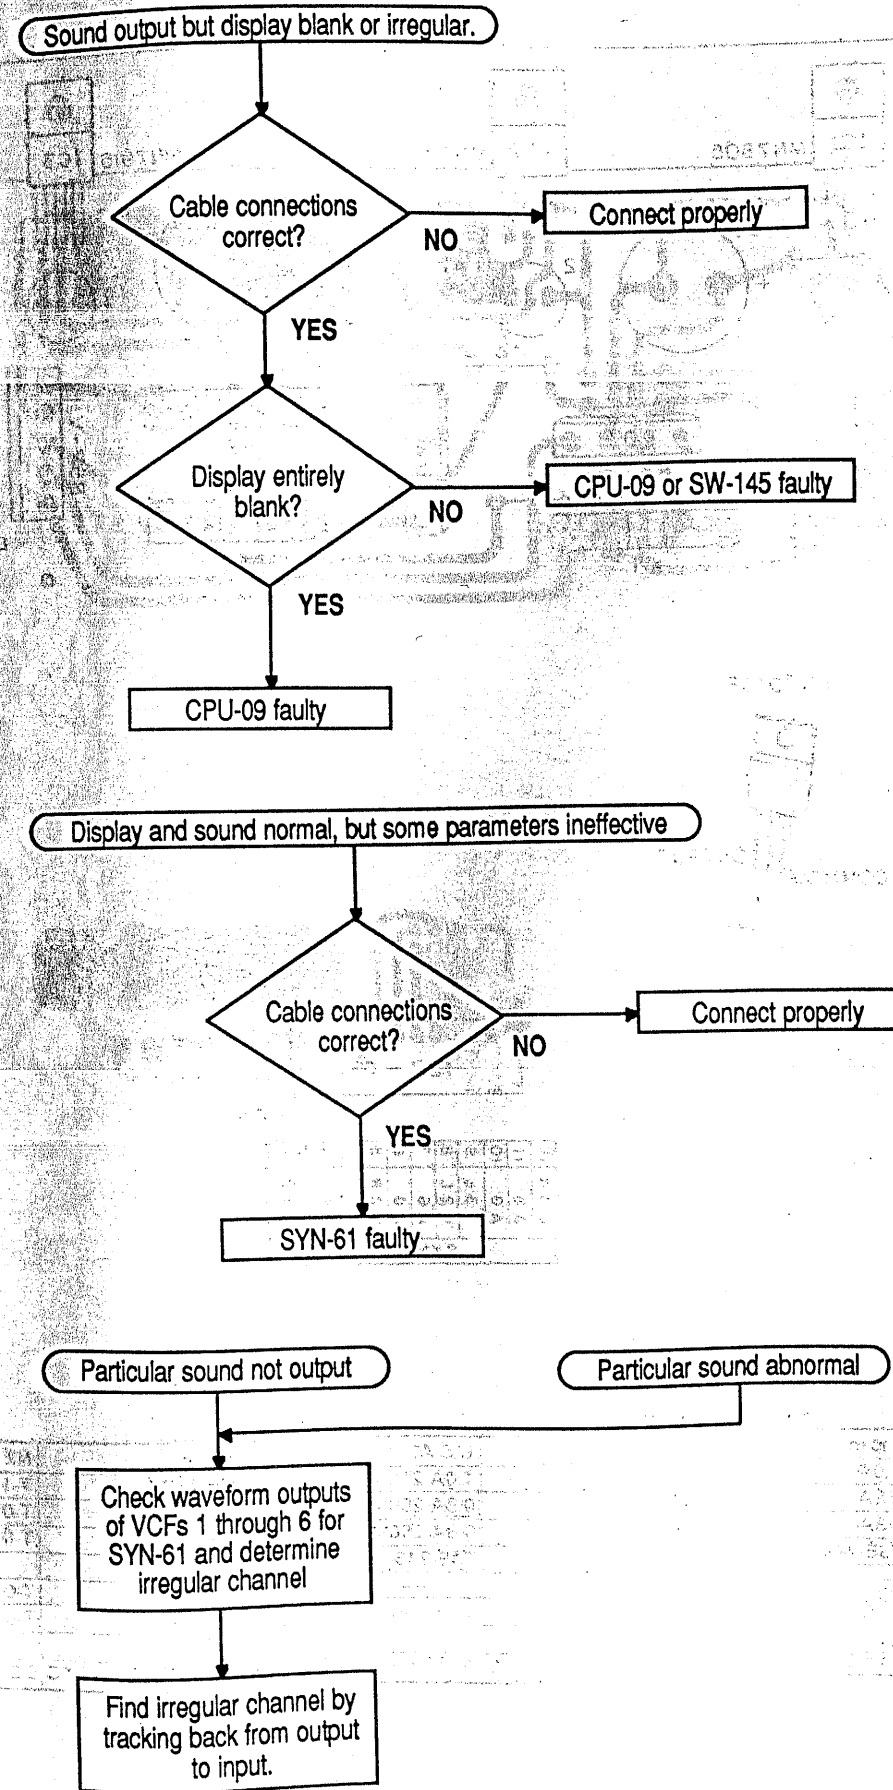 Sound output but display blank or irregular.
Cable connections
correct?
NO
Connect properly
YES
Display entirely
blank?
NO
CPU-09 or SW-145 faulty
YES
CPU-09 faulty
Display and sound normal, but some parameters ineffective
Cable connections
correct?
NO
Connect properly
YES
SYN-61 faulty
Particular sound not output
Particular sound abnormal
Check waveform outputs
of VCFs 1 through 6 for
SYN-61 and determine
irregular channel
Find irregular channel by
tracking back from output
to input.